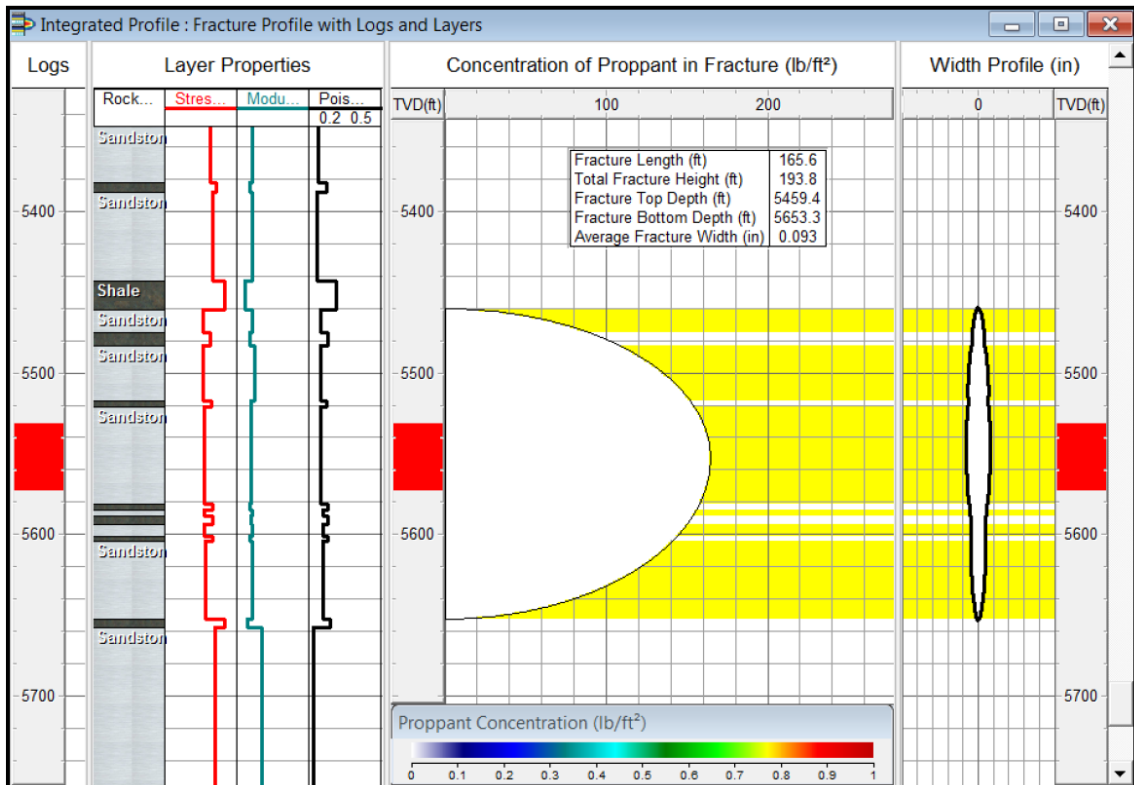 Integrated Profile : Fracture Profile with Logs and Layers
Logs
Layer Properties
Concentration of Proppant in Fracture (lb/ft²)
Width Profile (in)
Rock...
Stres...
Modu...
Pois...
0.2 0.5
TVD(ft)
100
200
0
TVD(ft)
Sandston
Sandston
Shale
Sandston
Sandston
Sandston
Sandston
Sandston
5400
5500
5600
5700
5400
5500
5600
5700
5400
5500
5600
5700
Fracture Length (ft) 165.6
Total Fracture Height (ft) 193.8
Fracture Top Depth (ft) 5459.4
Fracture Bottom Depth (ft) 5653.3
Average Fracture Width (in) 0.093
Proppant Concentration (lb/ft²)
0 0.1 0.2 0.3 0.4 0.5 0.6 0.7 0.8 0.9 1